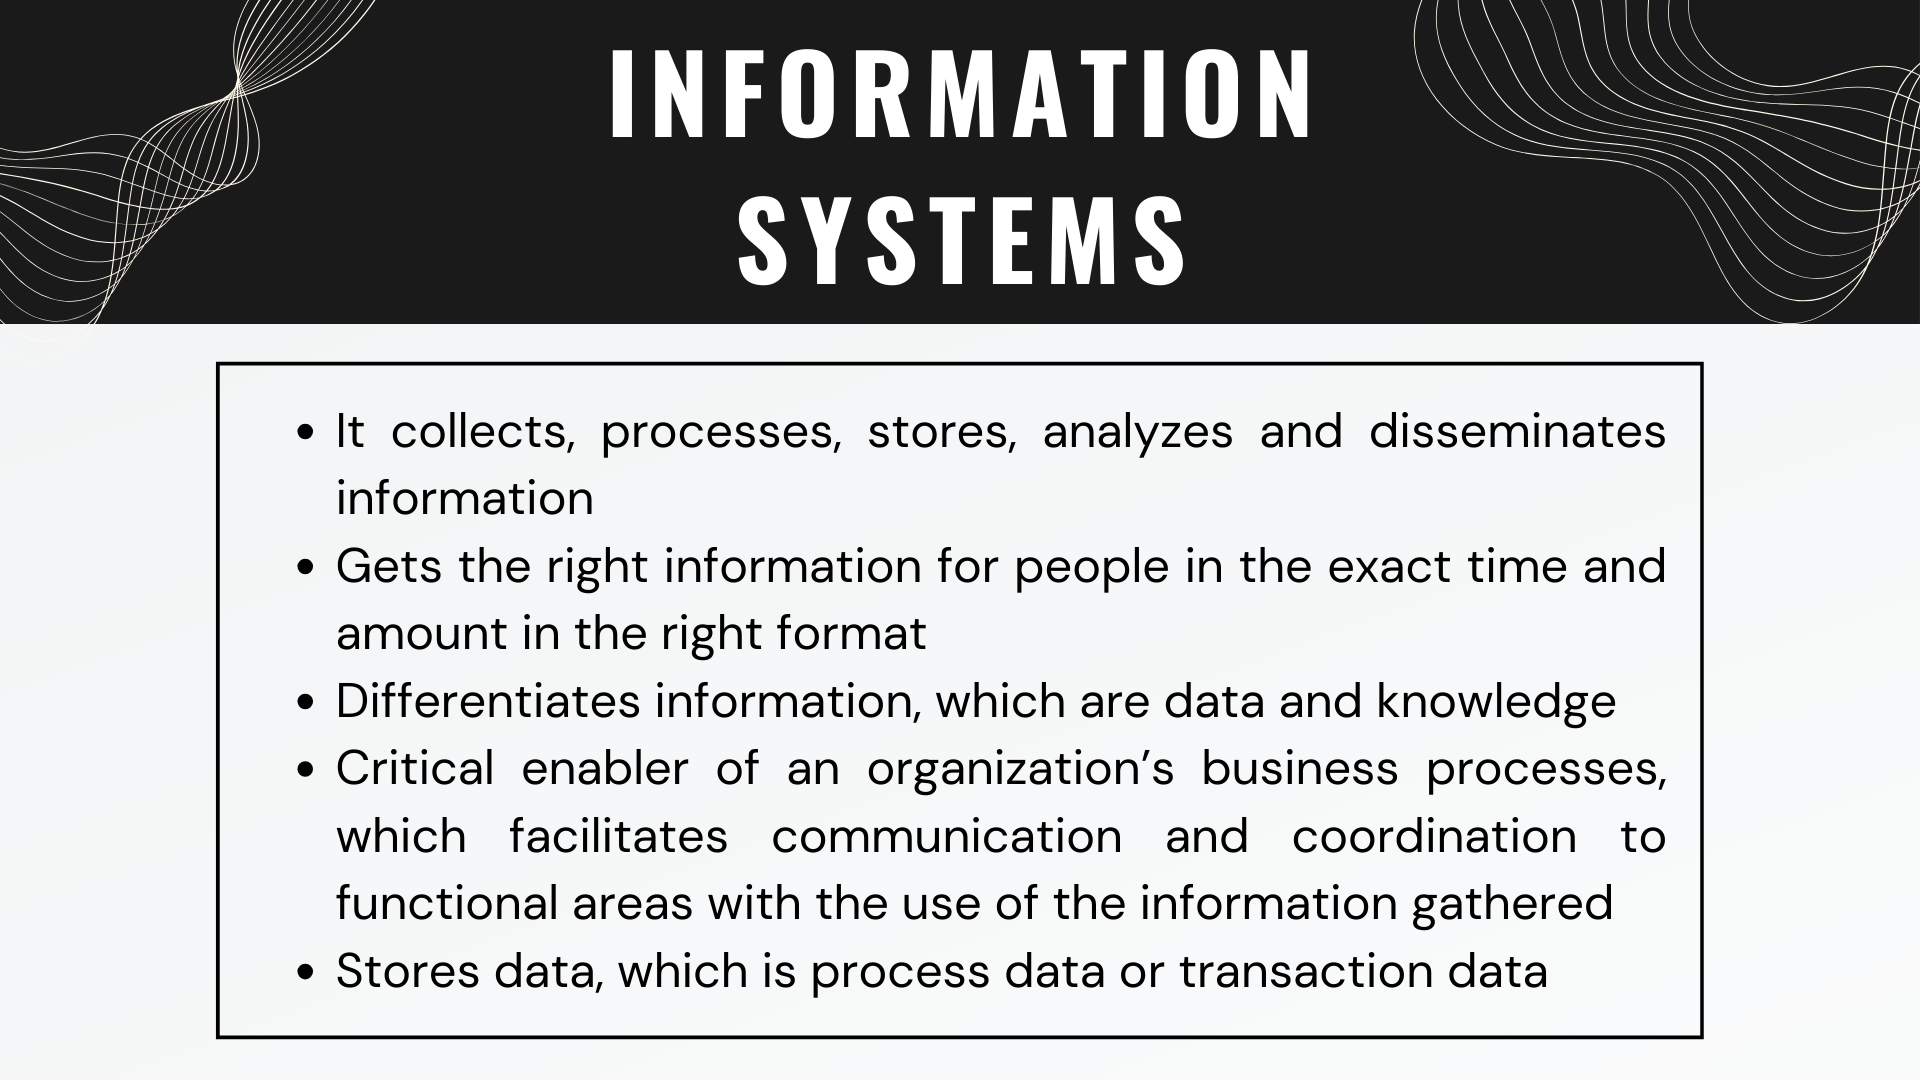 INFORMATION
SYSTEMS
• It collects, processes, stores, analyzes and disseminates
information
• Gets the right information for people in the exact time and
amount in the right format
• Differentiates information, which are data and knowledge
• Critical enabler of an organization’s business processes,
which facilitates communication and coordination to
functional areas with the use of the information gathered
• Stores data, which is process data or transaction data